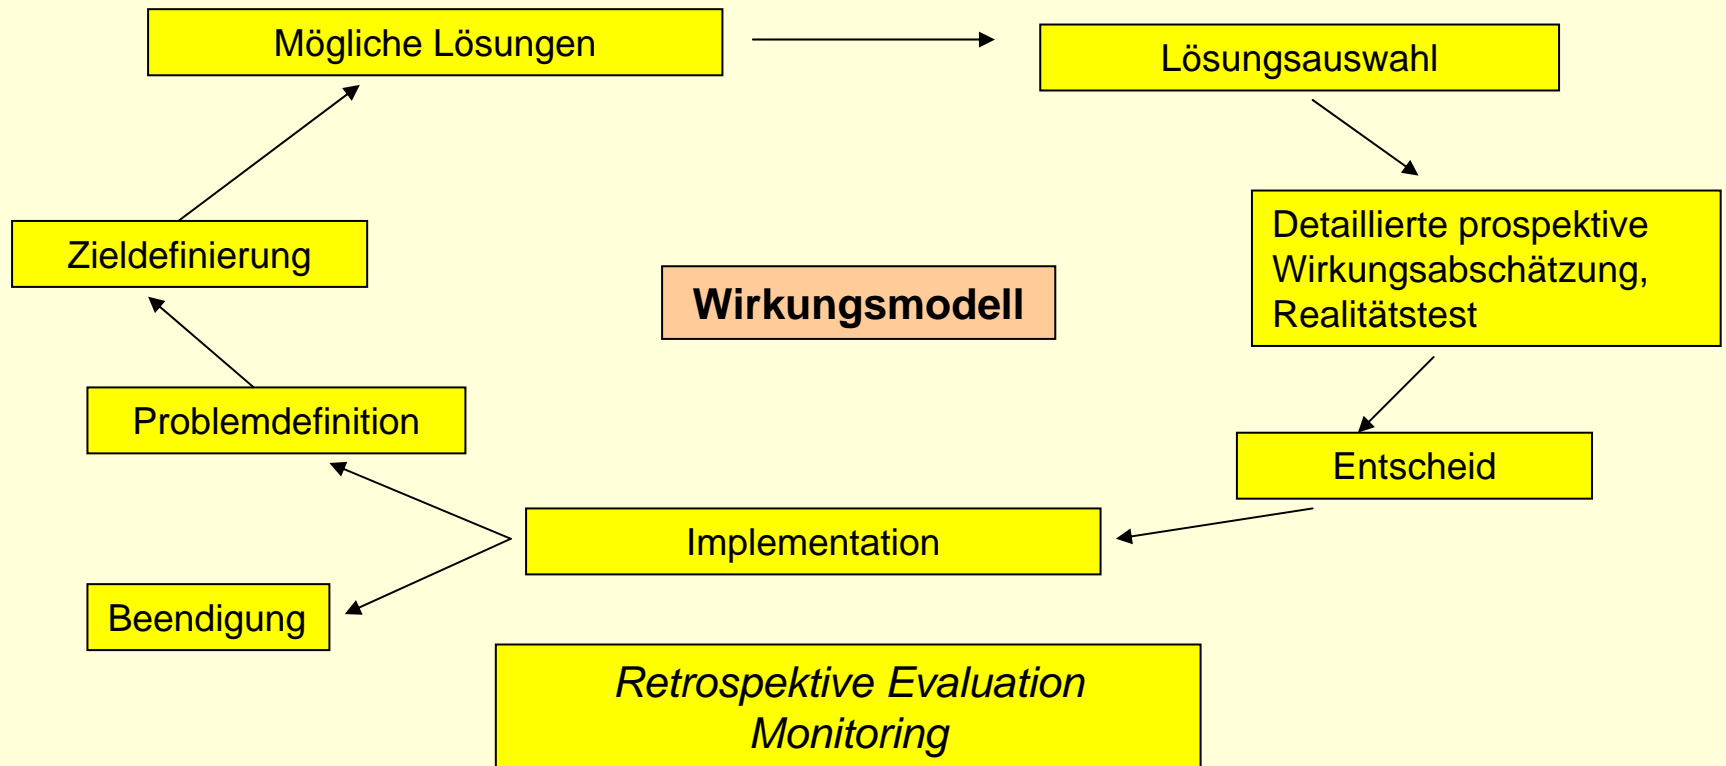 Mögliche Lösungen
Lösungsauswahl
Zieldefinierung
Detaillierte prospektive
Wirkungsabschätzung,
Realitätstest
Wirkungsmodell
Problemdefinition
Entscheid
Implementation
Beendigung
Retrospektive Evaluation
Monitoring